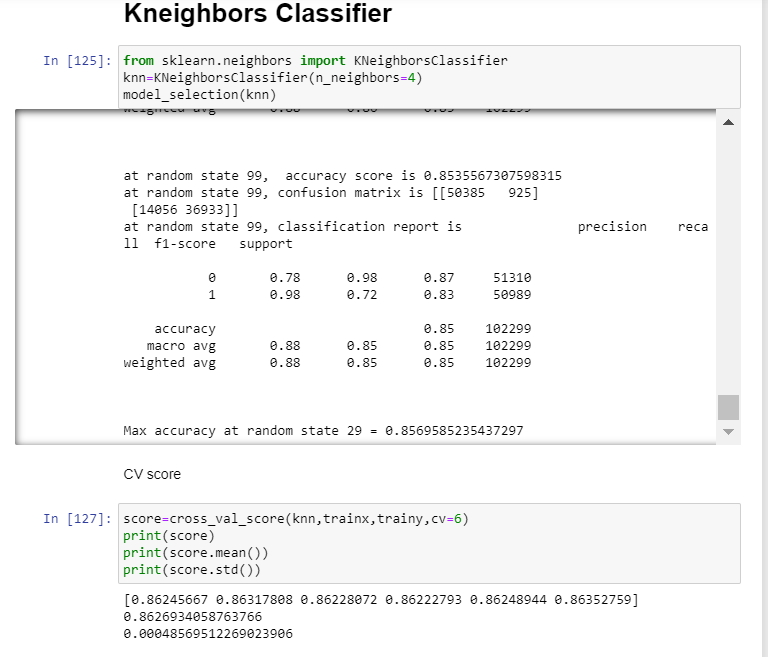 Kneighbors Classifier
In [125]: from sklearn.neighbors import KNeighborsClassifier
knn=KNeighborsClassifier(n_neighbors=4)
model_selection(knn)
at random state 99,  accuracy score is 0.8535567307598315
at random state 99, confusion matrix is [[50385   925]
 [14056 36933]]
at random state 99, classification report is               precision    reca
ll  f1-score   support
           0       0.78      0.98      0.87     51310
           1       0.98      0.72      0.83     50989
    accuracy                           0.85    102299
   macro avg       0.88      0.85      0.85    102299
weighted avg       0.88      0.85      0.85    102299
Max accuracy at random state 29 = 0.8569585235437297
CV score
In [127]: score=cross_val_score(knn,trainx,trainy,cv=6)
print(score)
print(score.mean())
print(score.std())
[0.86245667 0.86317808 0.86228072 0.86222793 0.86248944 0.86352759]
0.8626934058763766
0.00048569512269023906